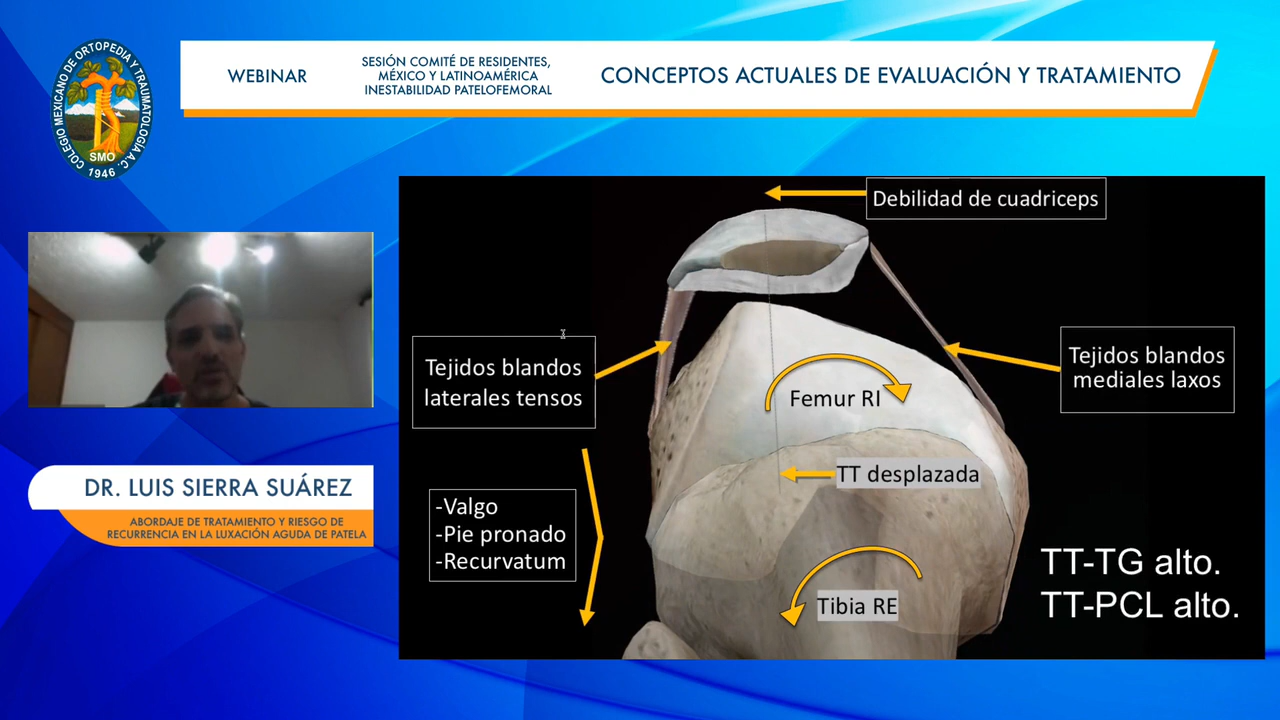 COLEGIO MEXICANO DE ORTOPEDIA Y TRAUMATOLOGIA A.C.
SMO
1946
WEBINAR
SESIÓN COMITÉ DE RESIDENTES,
MÉXICO Y LATINOAMÉRICA
INESTABILIDAD PATELOFEMORAL
CONCEPTOS ACTUALES DE EVALUACIÓN Y TRATAMIENTO
Debilidad de cuadriceps
Tejidos blandos
laterales tensos
Tejidos blandos
mediales laxos
Femur RI
TT desplazada
-Valgo
-Pie pronado
-Recurvatum
Tibia RE
TT-TG alto.
TT-PCL alto.
DR. LUIS SIERRA SUÁREZ
ABORDAJE DE TRATAMIENTO Y RIESGO DE
RECURRENCIA EN LA LUXACIÓN AGUDA DE PATELA